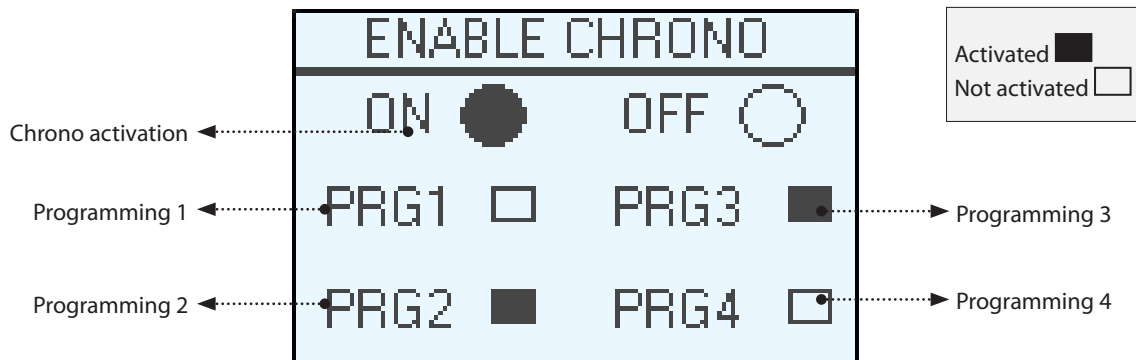 ENABLE CHRONO
Activated
Not activated
ON OFF
Chrono activation
PRG1 PRG3
Programming 1
Programming 3
PRG2 PRG4
Programming 2
Programming 4